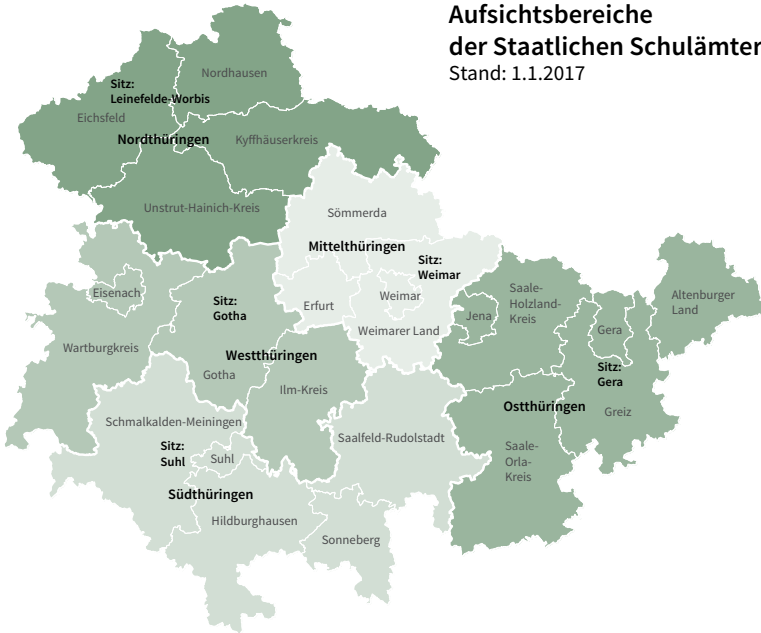 Aufsichtsbereiche
der Staatlichen Schulämter
Stand: 1.1.2017
Nordhausen
Sitz:
Leinefelde-Worbis
Eichsfeld
Nordthüringen
Kyffhäuserkreis
Unstrut-Hainich-Kreis
Sömmerda
Mittelthüringen
Sitz:
Weimar
Erfurt
Weimar
Weimarer Land
Eisenach
Sitz:
Gotha
Wartburgkreis
Westthüringen
Gotha
Ilm-Kreis
Saale-
Holzland-
Kreis
Jena
Gera
Altenburger
Land
Sitz:
Gera
Ostthüringen
Greiz
Saale-
Orla-
Kreis
Schmalkalden-Meiningen
Saalfeld-Rudolstadt
Sitz:
Suhl
Suhl
Südthüringen
Hildburghausen
Sonneberg